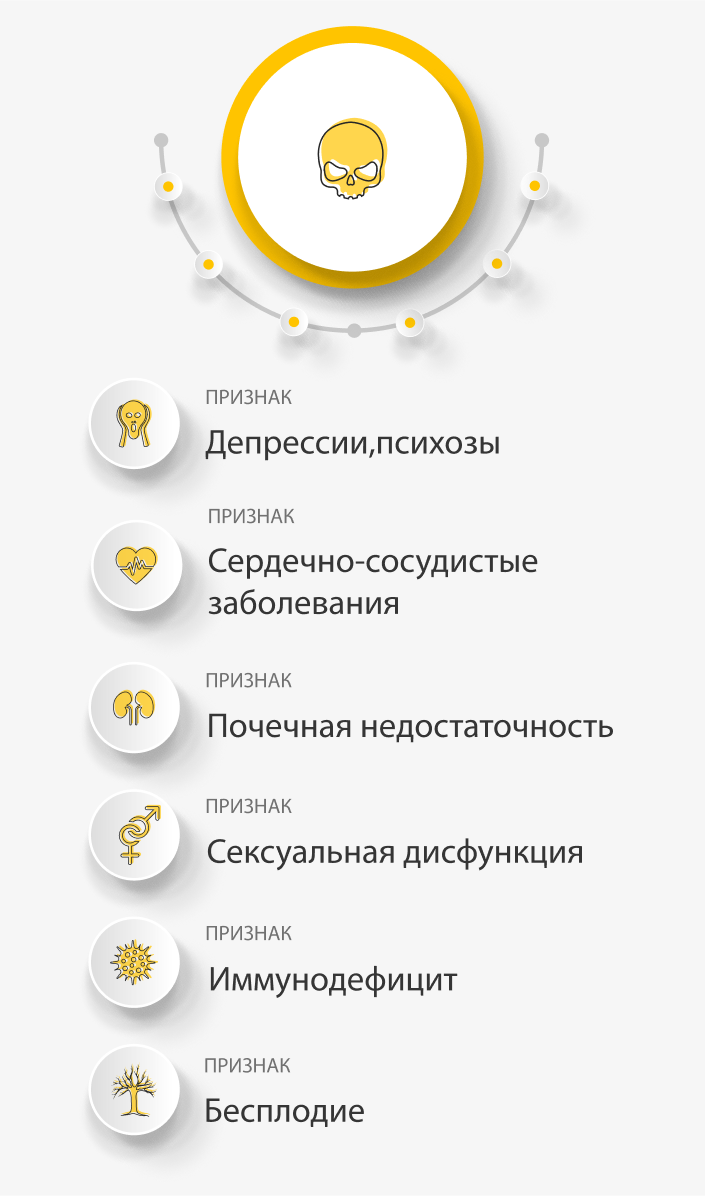 ПРИЗНАК
Депрессии,психозы
ПРИЗНАК
Сердечно-сосудистые
заболевания
ПРИЗНАК
Почечная недостаточность
ПРИЗНАК
Сексуальная дисфункция
ПРИЗНАК
Иммунодефицит
ПРИЗНАК
Бесплодие